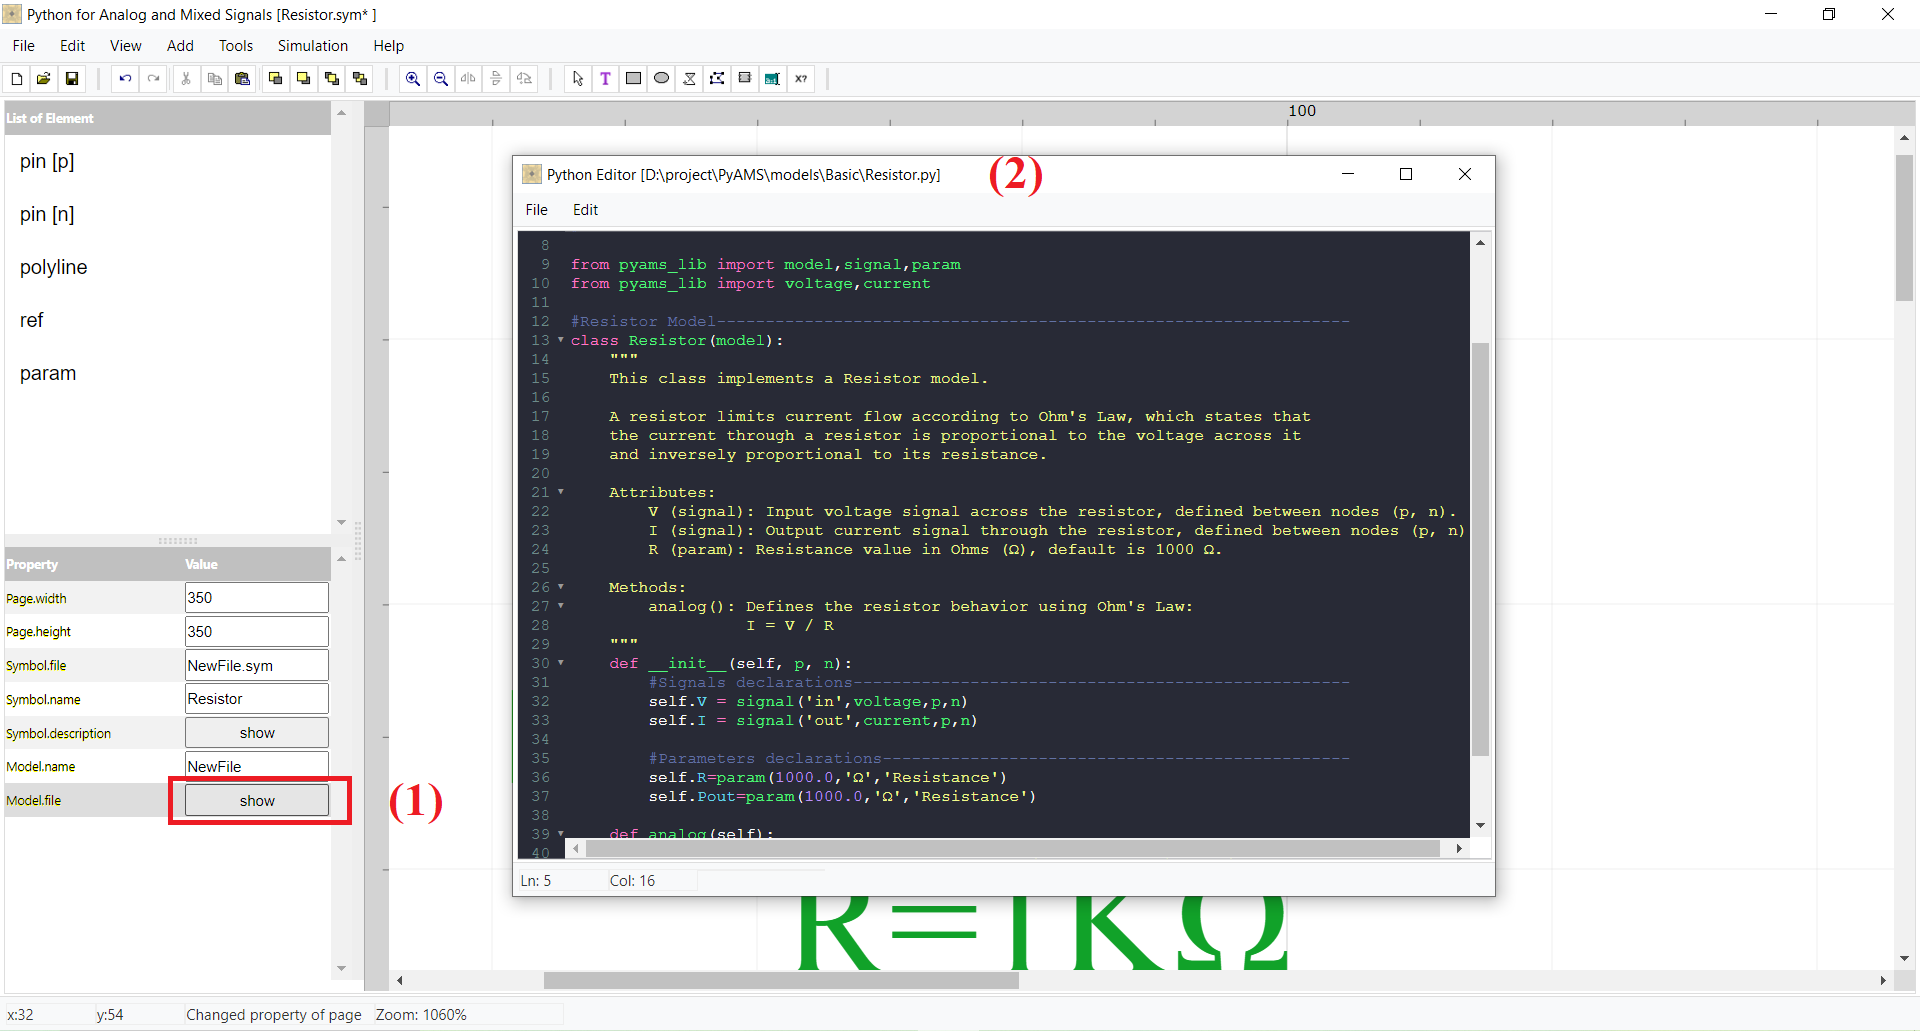 Python for Analog and Mixed Signals [Resistor.sym* ]
File Edit View Add Tools Simulation Help
T X?
List of Element
pin [p]
pin [n]
polyline
ref
param
Property Value
Page.width 350
Page.height 350
Symbol.file NewFile.sym
Symbol.name Resistor
Symbol.description show
Model.name NewFile
Model.file show
(1)
100
Python Editor [D:\project\PyAMS\models\Basic\Resistor.py]
(2)
File Edit
8
9 from pyams_lib import model,signal,param
10 from pyams_lib import voltage,current
11
12 #Resistor Model-----------------------------------------------------------------
13 class Resistor(model):
14 """
15 This class implements a Resistor model.
16
17 A resistor limits current flow according to Ohm's Law, which states that
18 the current through a resistor is proportional to the voltage across it
19 and inversely proportional to its resistance.
20
21 Attributes:
22 V (signal): Input voltage signal across the resistor, defined between nodes (p, n).
23 I (signal): Output current signal through the resistor, defined between nodes (p, n)
24 R (param): Resistance value in Ohms (Ω), default is 1000 Ω.
25
26 Methods:
27 analog(): Defines the resistor behavior using Ohm's Law:
28 I = V / R
29 """
30 def __init__(self, p, n):
31 #Signals declarations---------------------------------------------------
32 self.V = signal('in',voltage,p,n)
33 self.I = signal('out',current,p,n)
34
35 #Parameters declarations------------------------------------------------
36 self.R=param(1000.0,'Ω','Resistance')
37 self.Pout=param(1000.0,'Ω','Resistance')
38
39 def analog(self):
40
Ln: 5 Col: 16
R=1KΩ
x:32 y:54 Changed property of page Zoom: 1060%